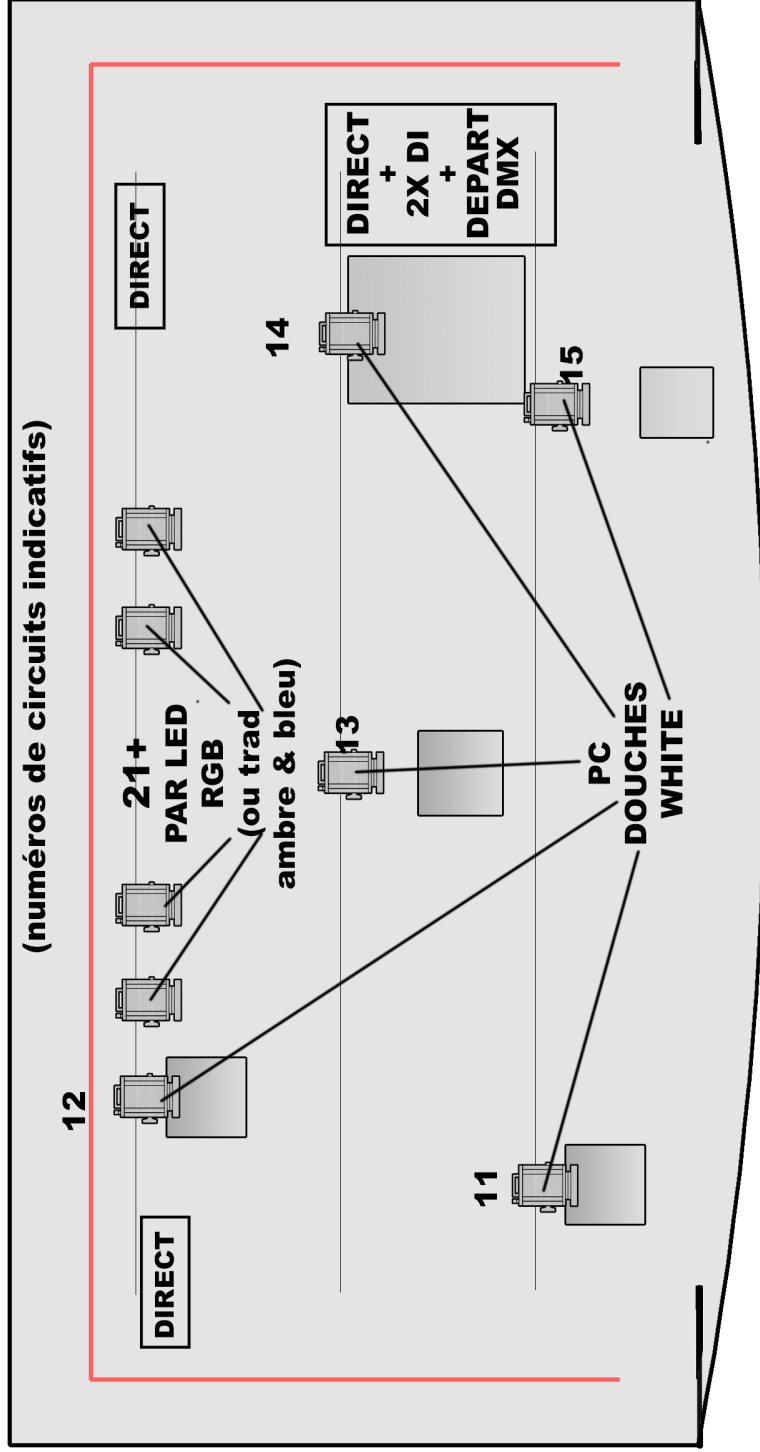 (numéros de circuits indicatifs)
DIRECT
21+
PAR LED
RGB
(ou trad
ambre & bleu)
12
DIRECT
14
13
DIRECT
+
2X DI
+
DEPART
DMX
11
15
PC
DOUCHES
WHITE